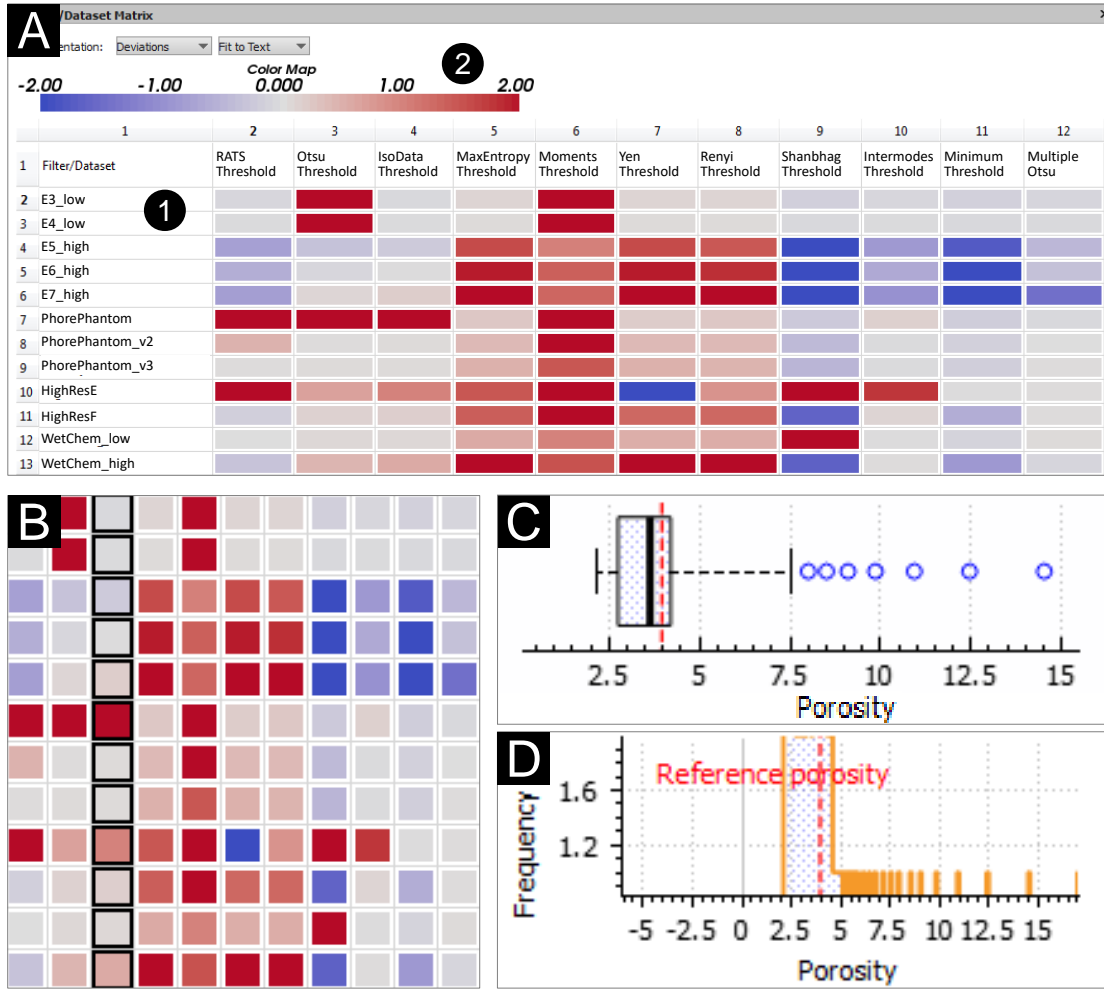 A
/Dataset Matrix
entation: Deviations Fit to Text
Color Map
2
-2.00 -1.00 0.000 1.00 2.00
1 2 3 4 5 6 7 8 9 10 11 12
1 Filter/Dataset RATS Threshold Otsu Threshold IsoData Threshold MaxEntropy Threshold Moments Threshold Yen Threshold Renyi Threshold Shanbhag Threshold Intermodes Threshold Minimum Threshold Multiple Otsu
2 E3_low
1
3 E4_low
4 E5_high
5 E6_high
6 E7_high
7 PhorePhantom
8 PhorePhantom_v2
9 PhorePhantom_v3
10 HighResE
11 HighResF
12 WetChem_low
13 WetChem_high
B
C
2.5 5 7.5 10 12.5 15
Porosity
D
Reference porosity
Frequency
1.6
1.2
-5 -2.5 0 2.5 5 7.5 10 12.5 15
Porosity